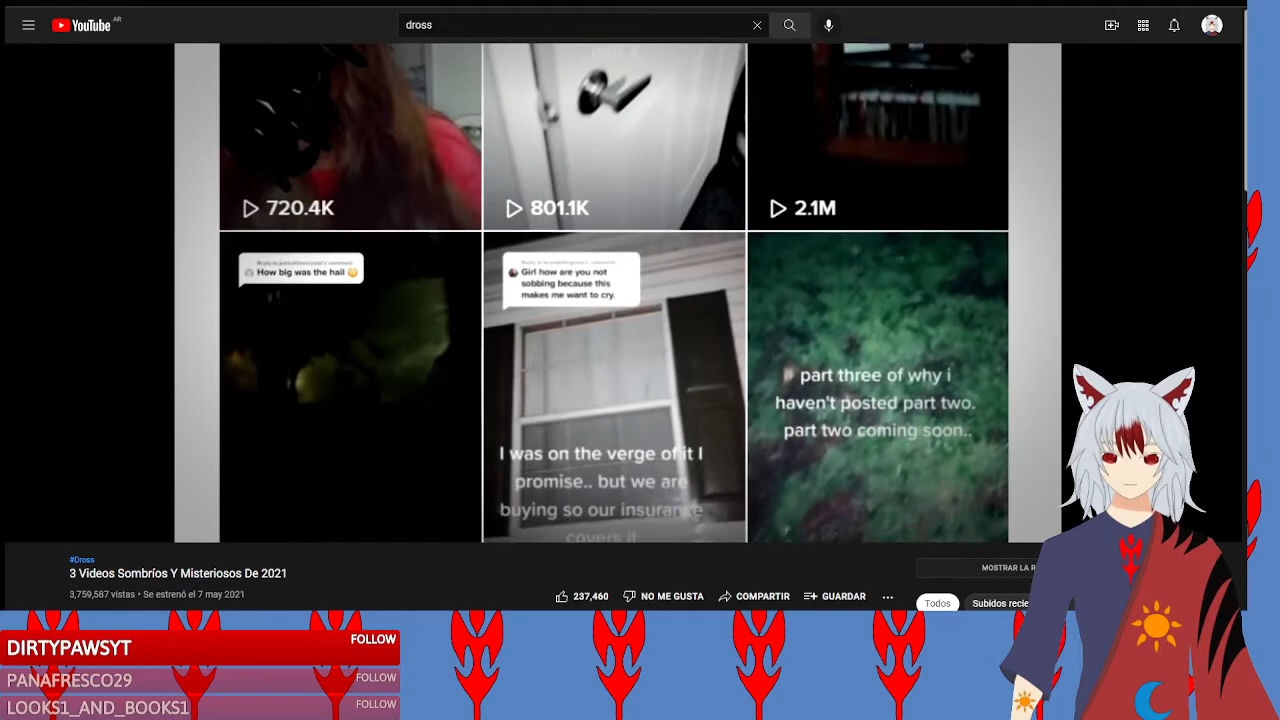 YouTube AR
dross
720.4K
801.1K
2.1M
How big was the hail
Girl how are you not
sobbing because this
makes me want to cry.
I was on the verge of it I
promise.. but we are
buying so our insurance
covers it
part three of why i
haven't posted part two.
part two coming soon..
#Dross
3 Videos Sombríos Y Misteriosos De 2021
3,759,587 vistas • Se estrenó el 7 may 2021
237,460
NO ME GUSTA
COMPARTIR
GUARDAR
MOSTRAR LA R
Todos
Subidos recie
DIRTYPAWSYT FOLLOW
PANAFRESCO29 FOLLOW
LOOKS1_AND_BOOKS1 FOLLOW